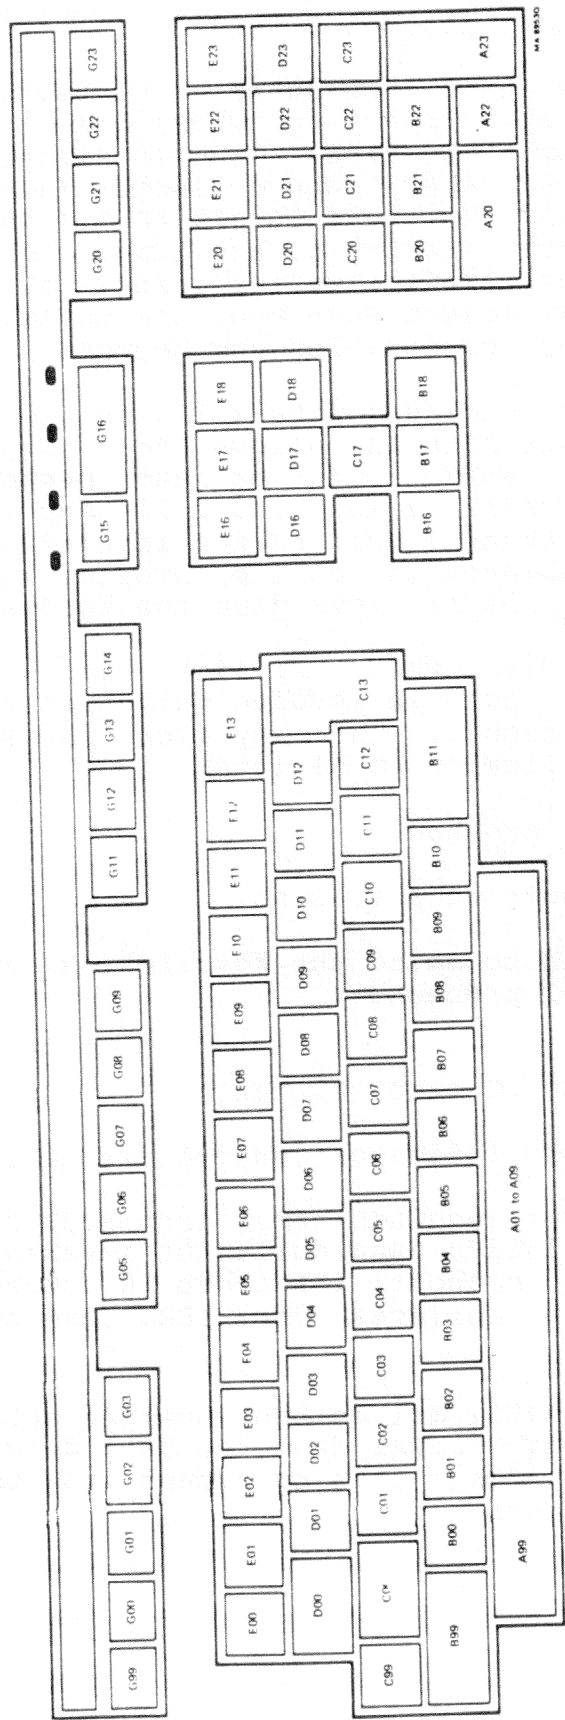 G99 G00 G01 G02 G03 G05 G06 G07 G08 G09 G11 G12 G13 G14 G15 G16 G20 G21 G22 G23
E00 E01 E02 E03 E04 E05 E06 E07 E08 E09 E10 E11 E12 E13 E16 E17 E18 E20 E21 E22 E23
D00 D01 D02 D03 D04 D05 D06 D07 D08 D09 D10 D11 D12 D16 D17 D18 D20 D21 D22 D23
C99 C01 C02 C03 C04 C05 C06 C07 C08 C09 C10 C11 C12 C13 C17 C20 C21 C22 C23
B99 B00 B01 B02 B03 B04 B05 B06 B07 B08 B09 B10 B11 B16 B17 B18 B20 B21 B22
A99 A01 to A09 A20 A22 A23